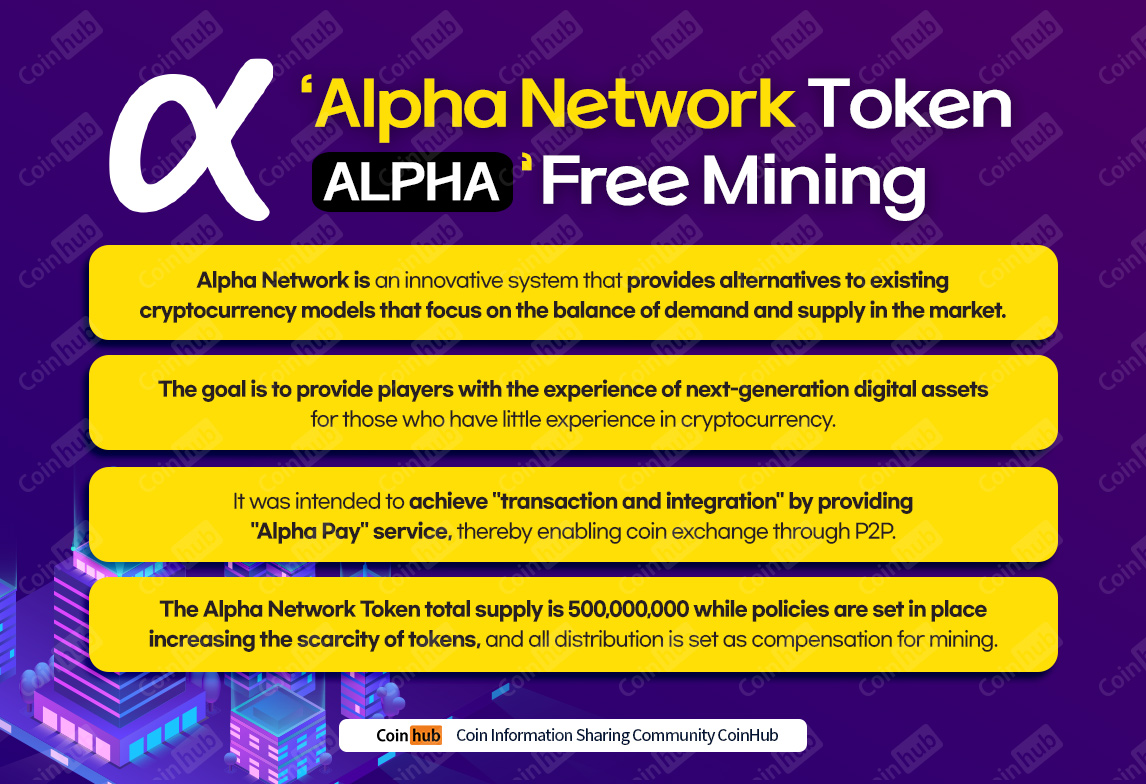 α
‘Alpha Network Token
ALPHA ’ Free Mining
Alpha Network is an innovative system that provides alternatives to existing
cryptocurrency models that focus on the balance of demand and supply in the market.
The goal is to provide players with the experience of next-generation digital assets
for those who have little experience in cryptocurrency.
It was intended to achieve "transaction and integration" by providing
"Alpha Pay" service, thereby enabling coin exchange through P2P.
The Alpha Network Token total supply is 500,000,000 while policies are set in place
increasing the scarcity of tokens, and all distribution is set as compensation for mining.
Coin hub Coin Information Sharing Community CoinHub